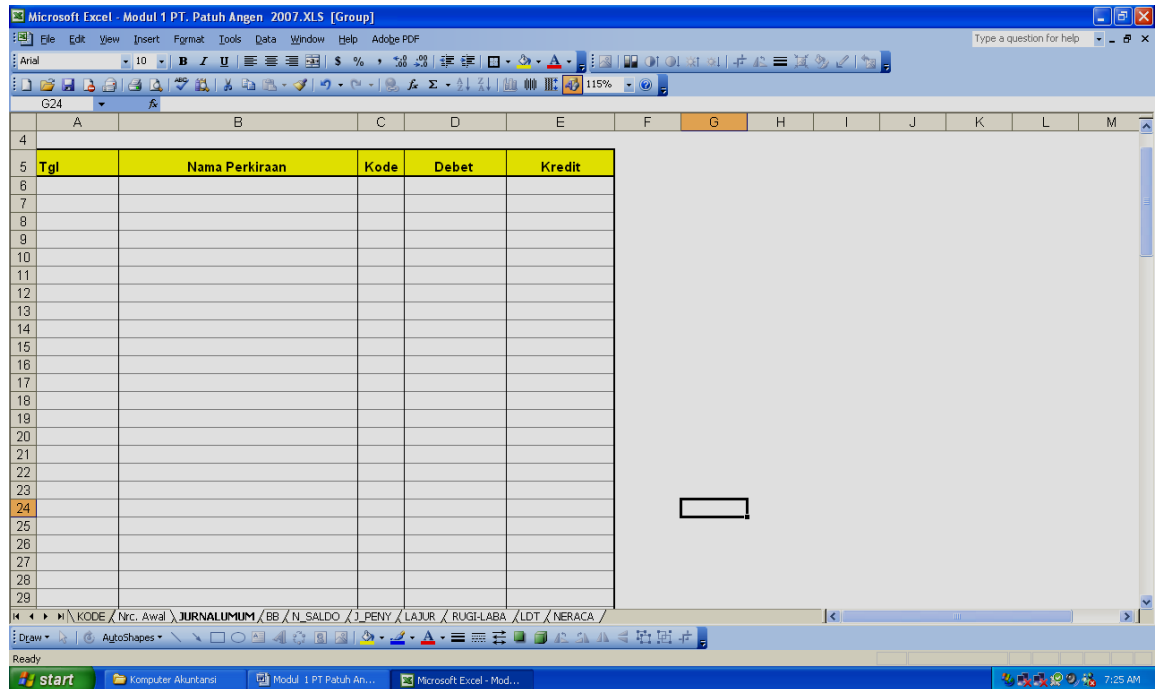 Microsoft Excel - Modul 1 PT. Patuh Angen 2007.XLS [Group]
File Edit View Insert Format Tools Data Window Help Adobe PDF Type a question for help
Arial 10 B I U $ % ,
115%
G24 fx
A B C D E F G H I J K L M
4
5 Tgl Nama Perkiraan Kode Debet Kredit
6
7
8
9
10
11
12
13
14
15
16
17
18
19
20
21
22
23
24
25
26
27
28
29
KODE Nrc. Awal JURNALUMUM BB N_SALDO J_PENY LAJUR RUGI-LABA LDT NERACA
Draw AutoShapes
Ready
start Komputer Akuntansi Modul 1 PT Patuh An... Microsoft Excel - Mod... 7:25 AM